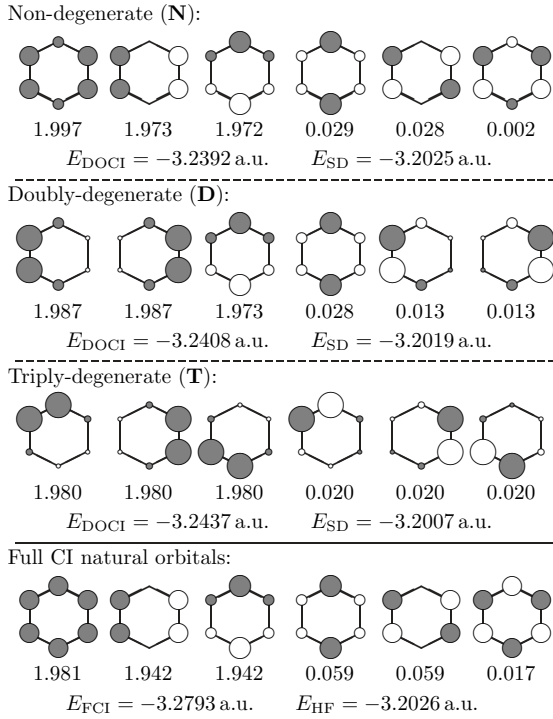 Non-degenerate (N):
1.997 1.973 1.972 0.029 0.028 0.002
E_DOCI = −3.2392 a.u. E_SD = −3.2025 a.u.
Doubly-degenerate (D):
1.987 1.987 1.973 0.028 0.013 0.013
E_DOCI = −3.2408 a.u. E_SD = −3.2019 a.u.
Triply-degenerate (T):
1.980 1.980 1.980 0.020 0.020 0.020
E_DOCI = −3.2437 a.u. E_SD = −3.2007 a.u.
Full CI natural orbitals:
1.981 1.942 1.942 0.059 0.059 0.017
E_FCI = −3.2793 a.u. E_HF = −3.2026 a.u.